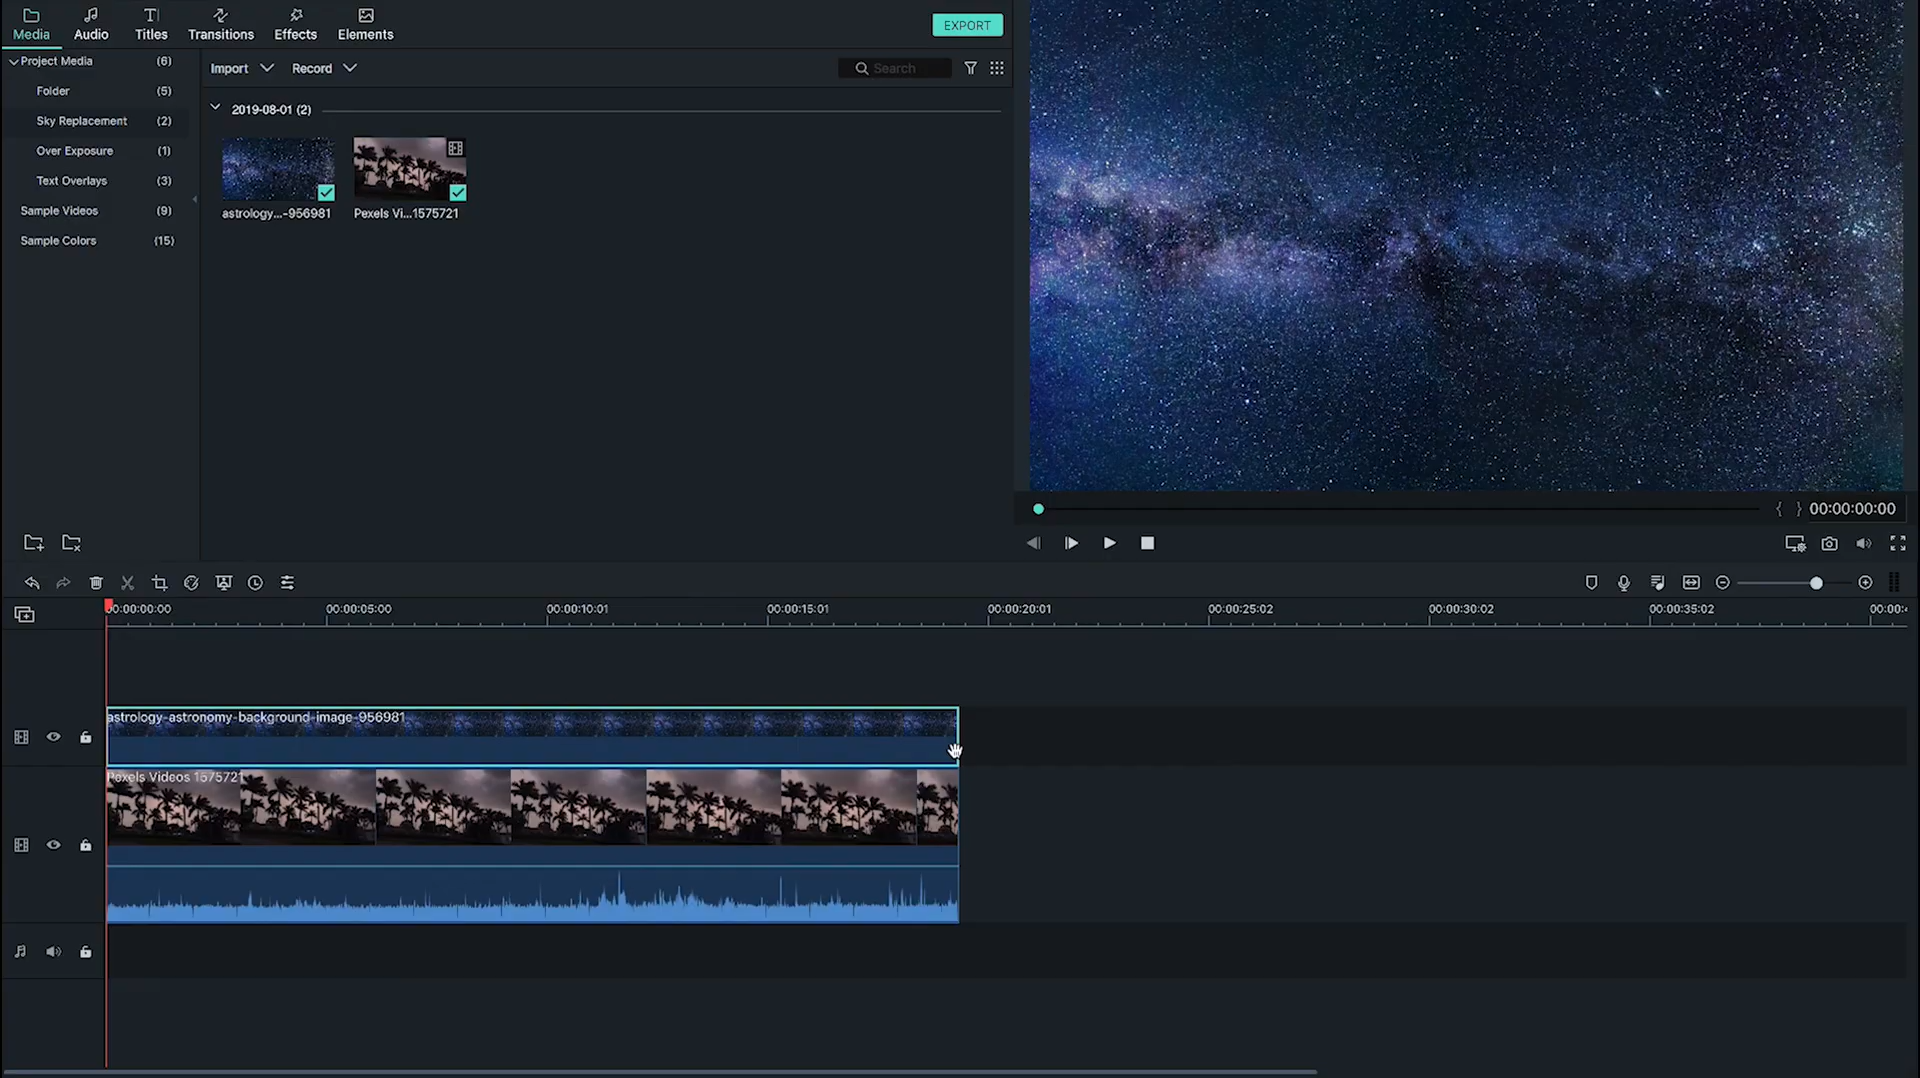 Media
Audio
Titles
Transitions
Effects
Elements
EXPORT
Project Media (6)
Folder (5)
Sky Replacement (2)
Over Exposure (1)
Text Overlays (3)
Sample Videos (9)
Sample Colors (15)
Import
Record
Search
2019-08-01 (2)
astrology...-956981
Pexels Vi...1575721
{ } 00:00:00:00
00:00:00:00
00:00:05:00
00:00:10:01
00:00:15:01
00:00:20:01
00:00:25:02
00:00:30:02
00:00:35:02
astrology-astronomy-background-image-956981
Pexels Videos 1575721